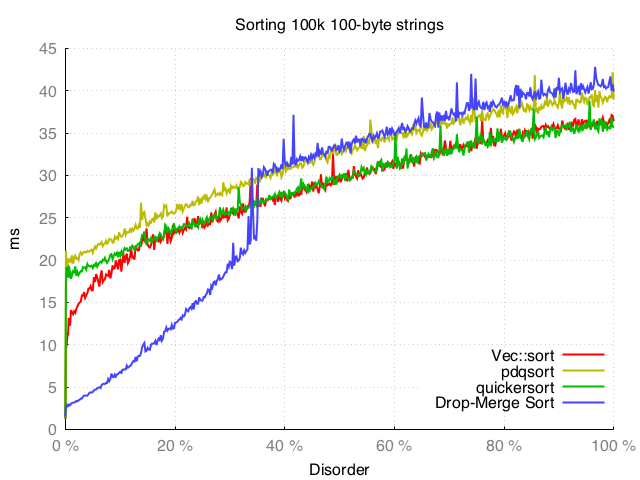 Sorting 100k 100-byte strings
45
40
35
30
25
20
15
10
5
0
ms
0 % 20 % 40 % 60 % 80 % 100 %
Disorder
Vec::sort
pdqsort
quickersort
Drop-Merge Sort